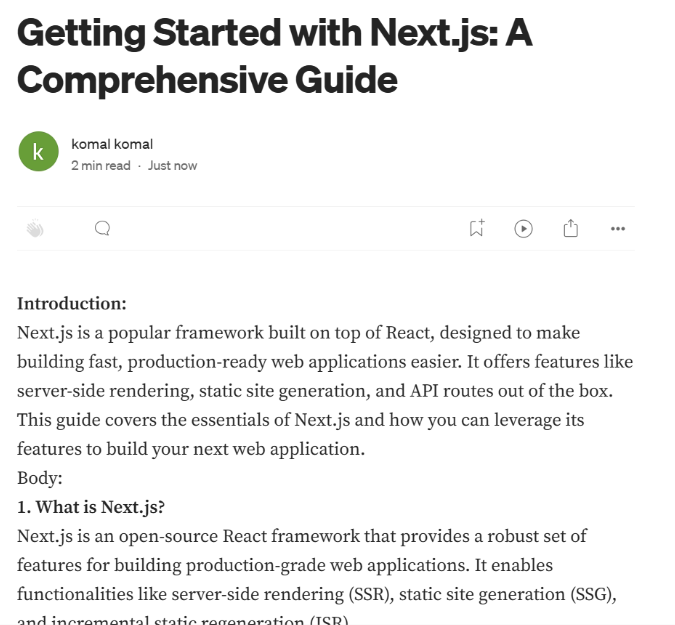 Getting Started with Next.js: A
Comprehensive Guide
k
komal komal
2 min read · Just now
Introduction:
Next.js is a popular framework built on top of React, designed to make
building fast, production-ready web applications easier. It offers features like
server-side rendering, static site generation, and API routes out of the box.
This guide covers the essentials of Next.js and how you can leverage its
features to build your next web application.
Body:
1. What is Next.js?
Next.js is an open-source React framework that provides a robust set of
features for building production-grade web applications. It enables
functionalities like server-side rendering (SSR), static site generation (SSG),
and incremental static regeneration (ISR)